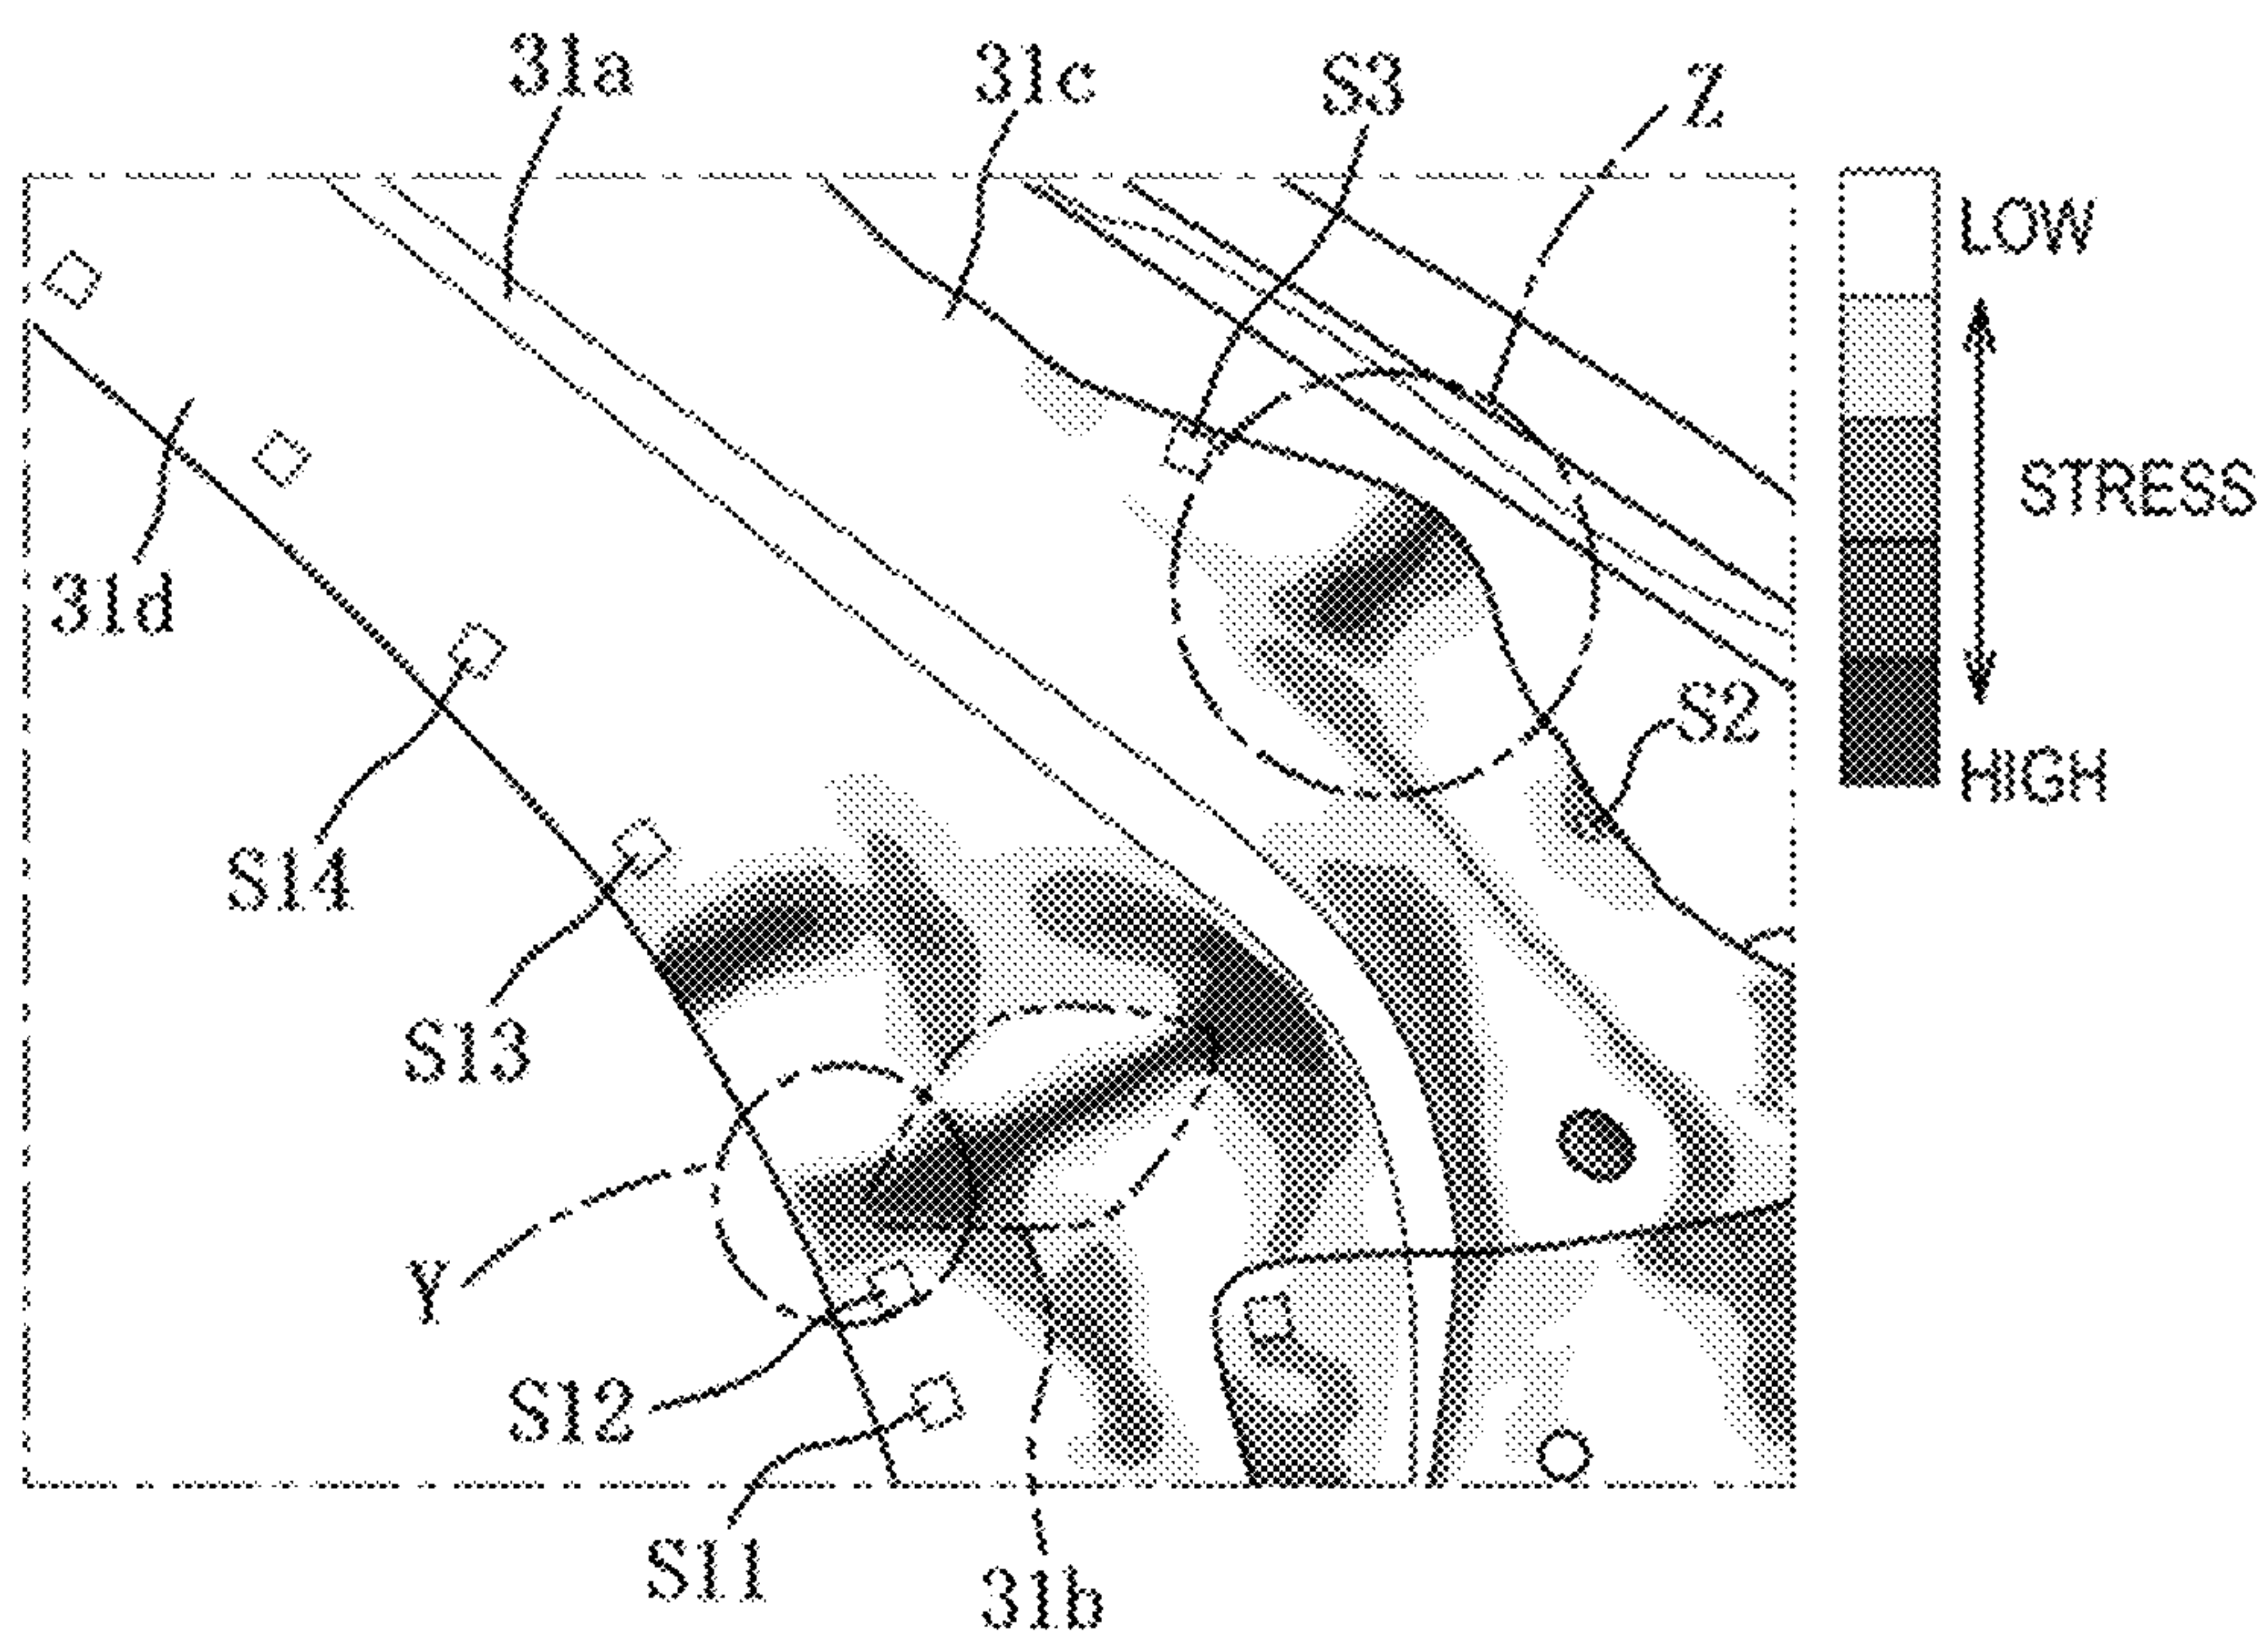 31a
31c
S3
Z
LOW
STRESS
31d
S2
HIGH
S14
S13
Y
S12
S11
31b